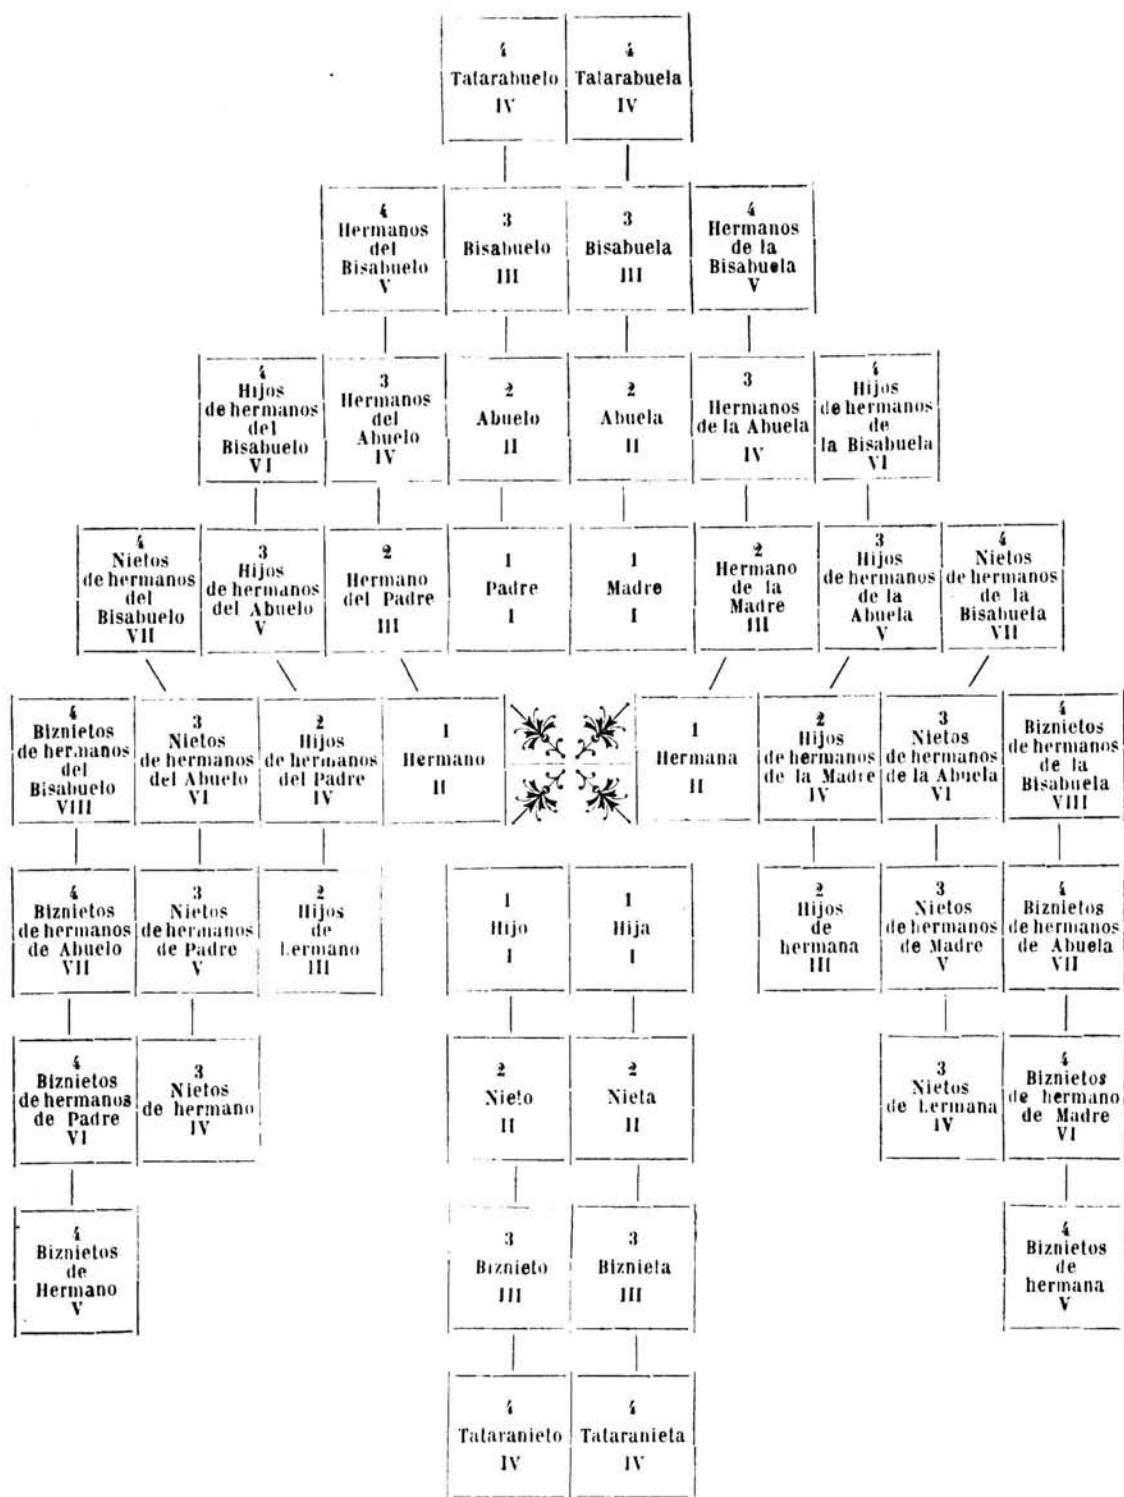 4
Tatarabuelo
IV
4
Tatarabuela
IV
4
Hermanos
del
Bisabuelo
V
3
Bisabuelo
III
3
Bisabuela
III
4
Hermanos
de la
Bisabuela
V
4
Hijos
de hermanos
del
Bisabuelo
VI
3
Hermanos
del
Abuelo
IV
2
Abuelo
II
2
Abuela
II
3
Hermanos
de la Abuela
IV
4
Hijos
de hermanos
de
la Bisabuela
VI
4
Nietos
de hermanos
del
Bisabuelo
VII
3
Hijos
de hermanos
del Abuelo
V
2
Hermano
del Padre
III
1
Padre
I
1
Madre
I
2
Hermano
de la
Madre
III
3
Hijos
de hermanos
de la
Abuela
V
4
Nietos
de hermanos
de la
Bisabuela
VII
4
Biznietos
de hermanos
del
Bisabuelo
VIII
3
Nietos
de hermanos
del Abuelo
VI
2
Hijos
de hermanos
del Padre
IV
1
Hermano
II
1
Hermana
II
2
Hijos
de hermanos
de la Madre
IV
3
Nietos
de hermanos
de la Abuela
VI
4
Biznietos
de hermanos
de la
Bisabuela
VIII
4
Biznietos
de hermanos
de Abuelo
VII
3
Nietos
de hermanos
de Padre
V
2
Hijos
de
hermano
III
1
Hijo
I
1
Hija
I
2
Hijos
de
hermana
III
3
Nietos
de hermanos
de Madre
V
4
Biznietos
de hermanos
de Abuela
VII
4
Biznietos
de hermanos
de Padre
VI
3
Nietos
de hermano
IV
2
Nieto
II
2
Nieta
II
3
Nietos
de hermana
IV
4
Biznietos
de hermano
de Madre
VI
4
Biznietos
de
Hermano
V
3
Biznieto
III
3
Biznieta
III
4
Biznietos
de
hermana
V
4
Tataranieto
IV
4
Tataranieta
IV